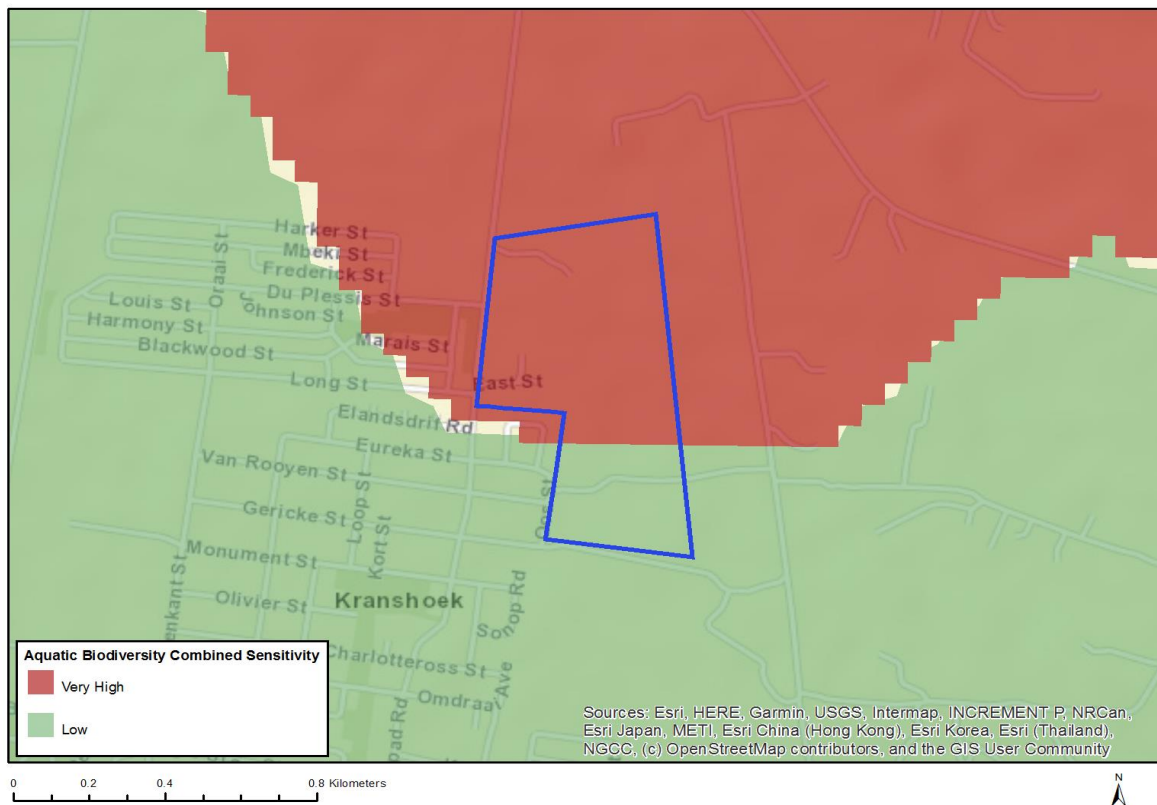 Harker St
Mbeki St
Frederick St
Du Plessis St
Oraai St
Louis St
Johnson St
Harmony St
Blackwood St
Marais St
Long St
East St
Elandsdrif Rd
Eureka St
Van Rooyen St
Loop St
Oos St
Gericke St
Kort St
Monument St
Olivier St
Kranshoek
Sonop Rd
Charlotteross St
Omdraai
Ave
Aquatic Biodiversity Combined Sensitivity
Very High
Low
Sources: Esri, HERE, Garmin, USGS, Intermap, INCREMENT P, NRCan,
Esri Japan, METI, Esri China (Hong Kong), Esri Korea, Esri (Thailand),
NGCC, (c) OpenStreetMap contributors, and the GIS User Community
0 0.2 0.4 0.8 Kilometers
N